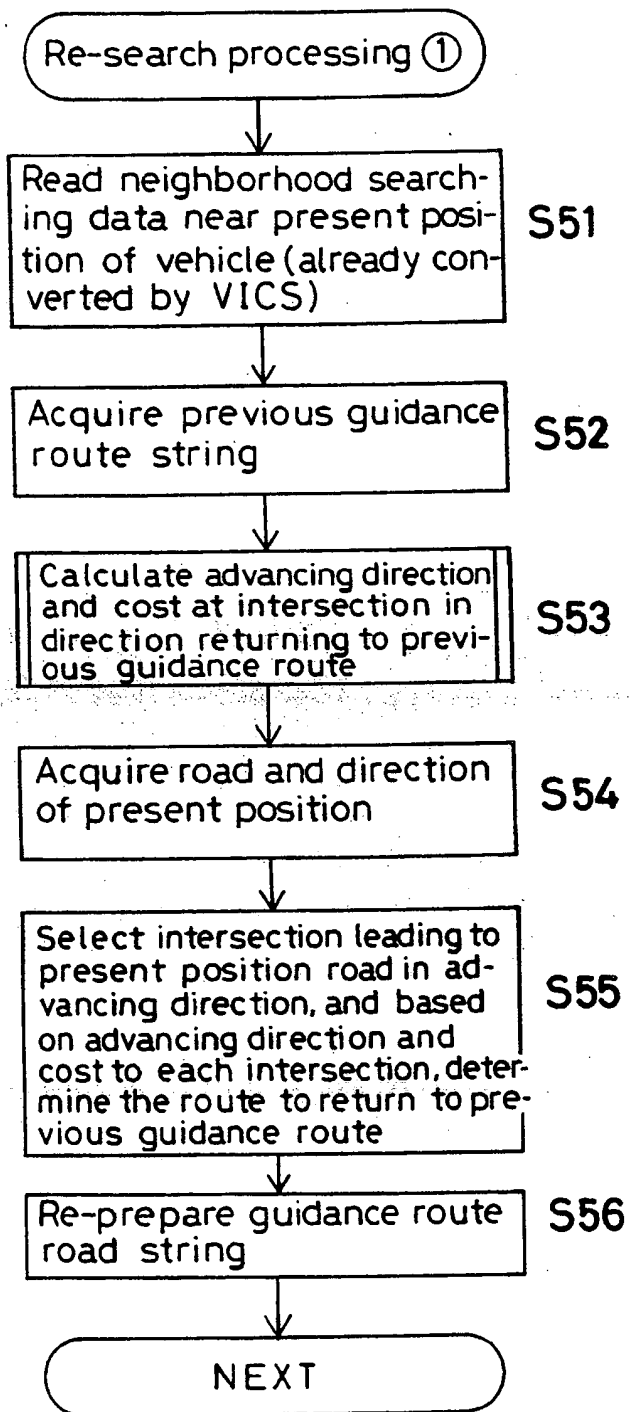 Re-search processing ①
Read neighborhood search-
ing data near present posi-
tion of vehicle (already con-
verted by VICS)
S51
Acquire previous guidance
route string
S52
Calculate advancing direction
and cost at intersection in
direction returning to previ-
ous guidance route
S53
Acquire road and direction
of present position
S54
Select intersection leading to
present position road in ad-
vancing direction, and based
on advancing direction and
cost to each intersection, deter-
mine the route to return to pre-
vious guidance route
S55
Re-prepare guidance route
road string
S56
NEXT